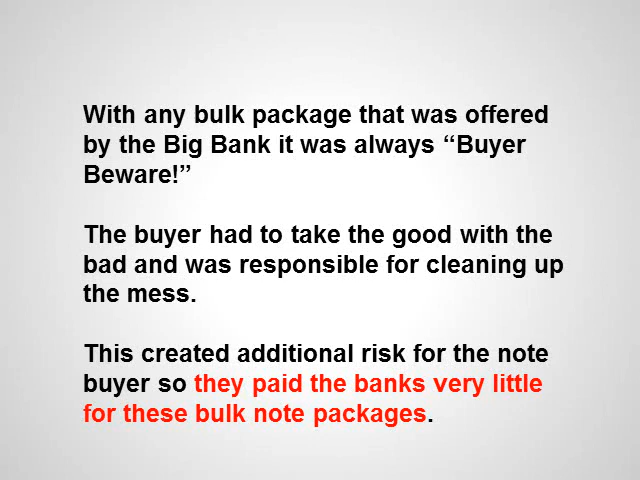 With any bulk package that was offered
by the Big Bank it was always “Buyer
Beware!”
The buyer had to take the good with the
bad and was responsible for cleaning up
the mess.
This created additional risk for the note
buyer so they paid the banks very little
for these bulk note packages.